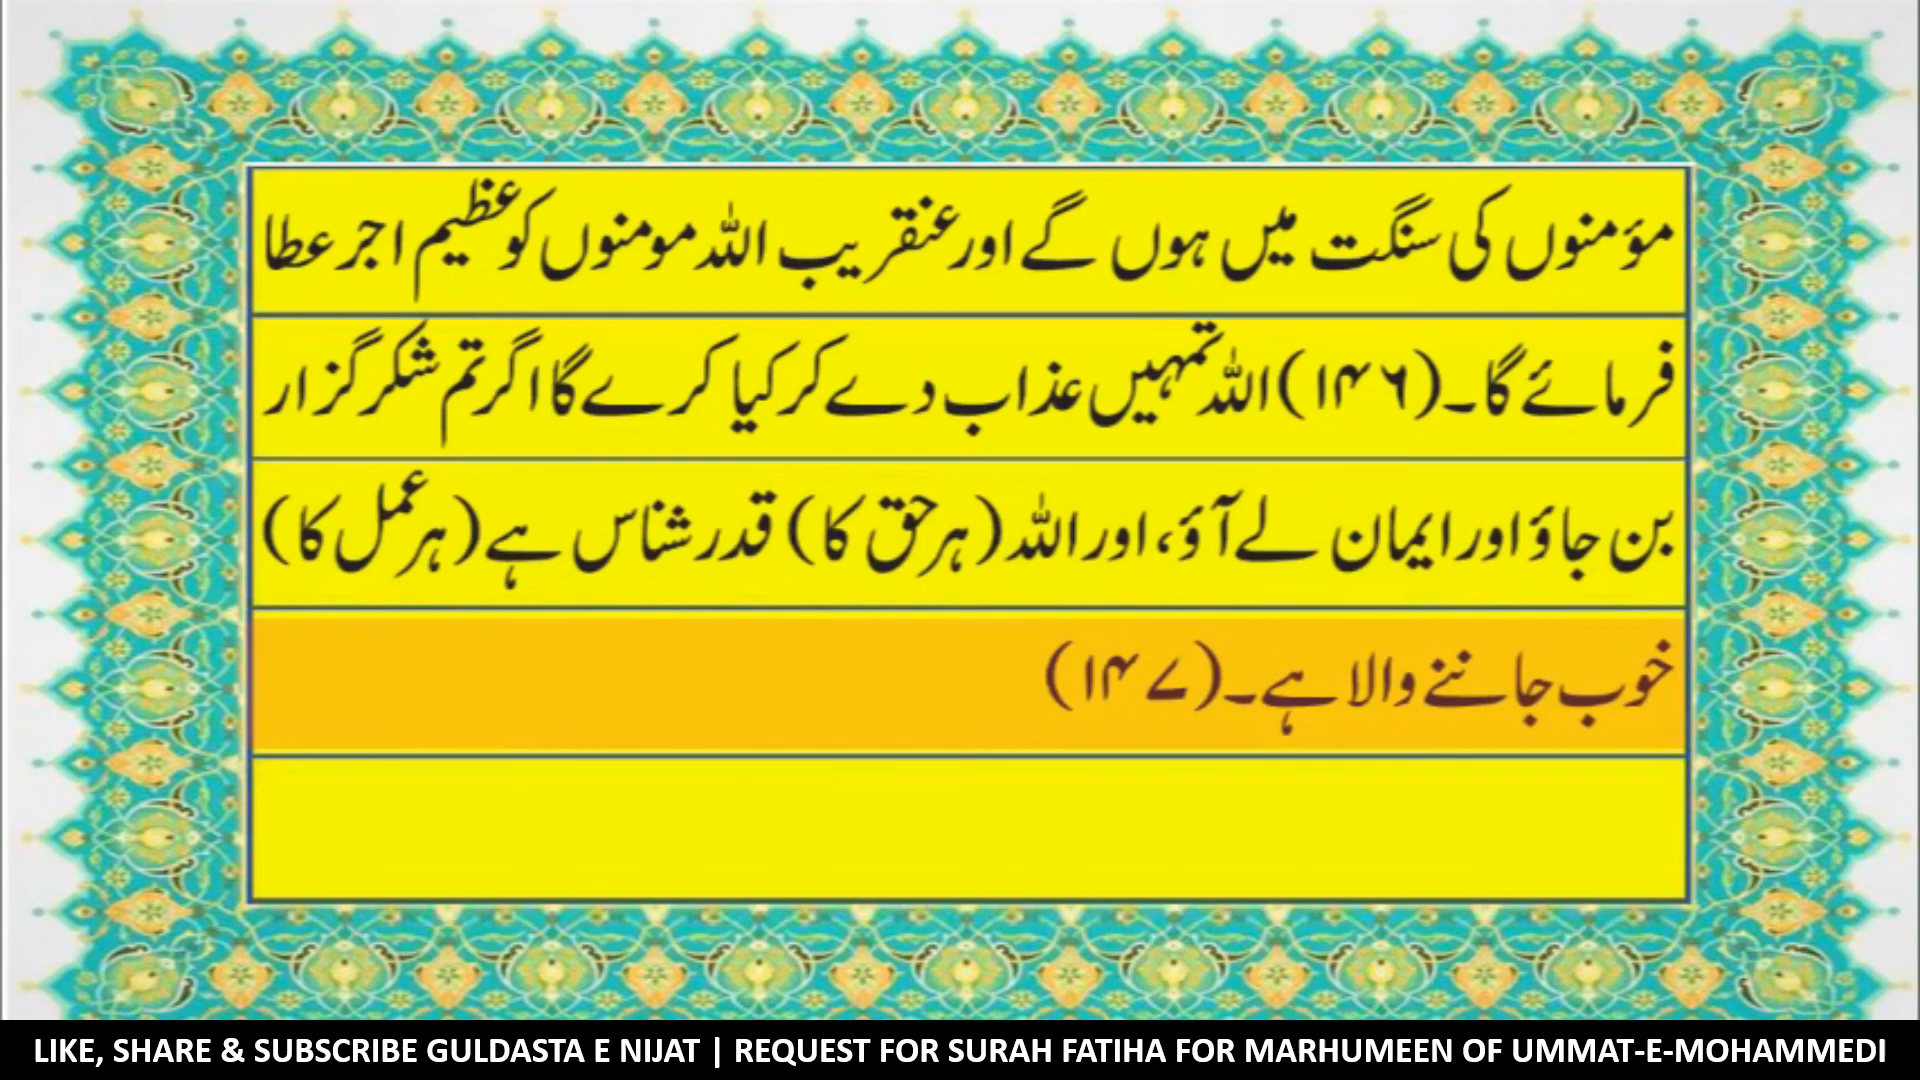 مؤمنوں کی سنگت میں ہوں گے اور عنقریب اللہ مومنوں کو عظیم اجر عطا
فرمائے گا۔(۱۴۶) اللہ تمہیں عذاب دے کر کیا کرے گا اگر تم شکر گزار
بن جاؤ اور ایمان لے آؤ، اور اللہ (ہر حق کا) قدر شناس ہے (ہر عمل کا)
خوب جاننے والا ہے۔(۱۴۷)
LIKE, SHARE & SUBSCRIBE GULDASTA E NIJAT | REQUEST FOR SURAH FATIHA FOR MARHUMEEN OF UMMAT-E-MOHAMMEDI